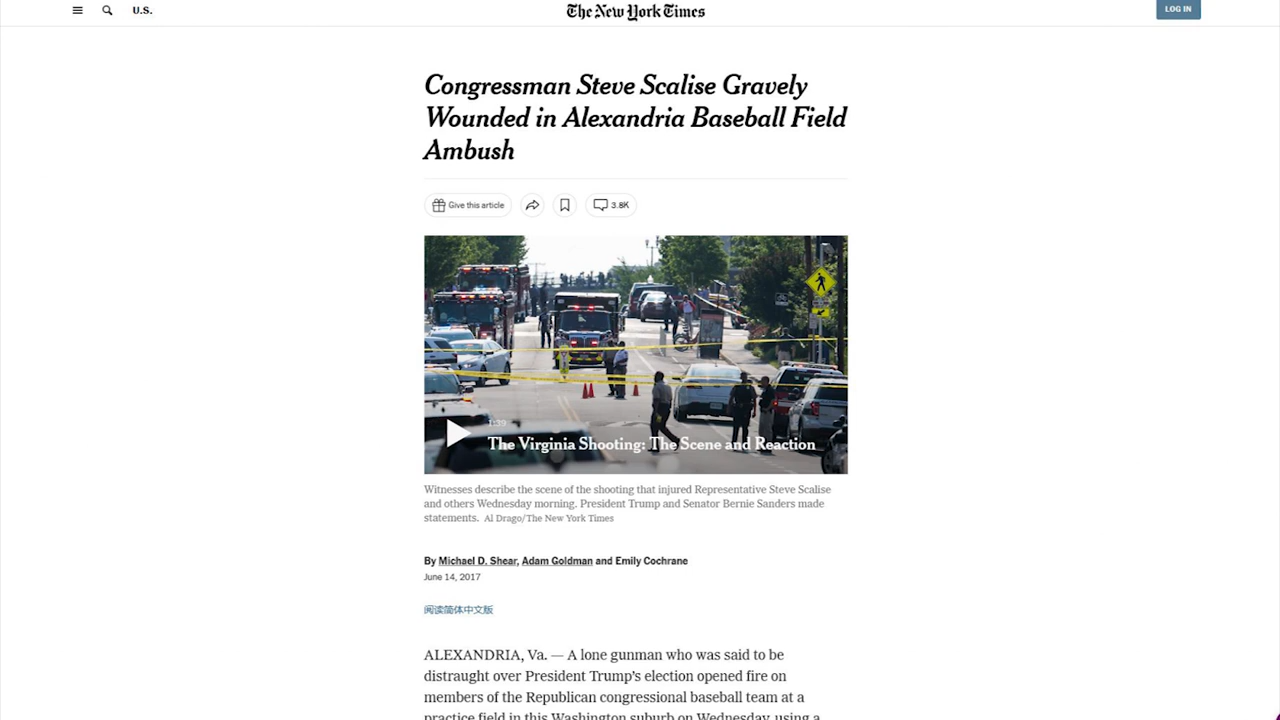 U.S.
The New York Times
LOG IN
Congressman Steve Scalise Gravely
Wounded in Alexandria Baseball Field
Ambush
Give this article
3.8K
1:39
The Virginia Shooting: The Scene and Reaction
Witnesses describe the scene of the shooting that injured Representative Steve Scalise
and others Wednesday morning. President Trump and Senator Bernie Sanders made
statements. Al Drago/The New York Times
By Michael D. Shear, Adam Goldman and Emily Cochrane
June 14, 2017
阅读简体中文版
ALEXANDRIA, Va. — A lone gunman who was said to be
distraught over President Trump’s election opened fire on
members of the Republican congressional baseball team at a
practice field in this Washington suburb on Wednesday, using a